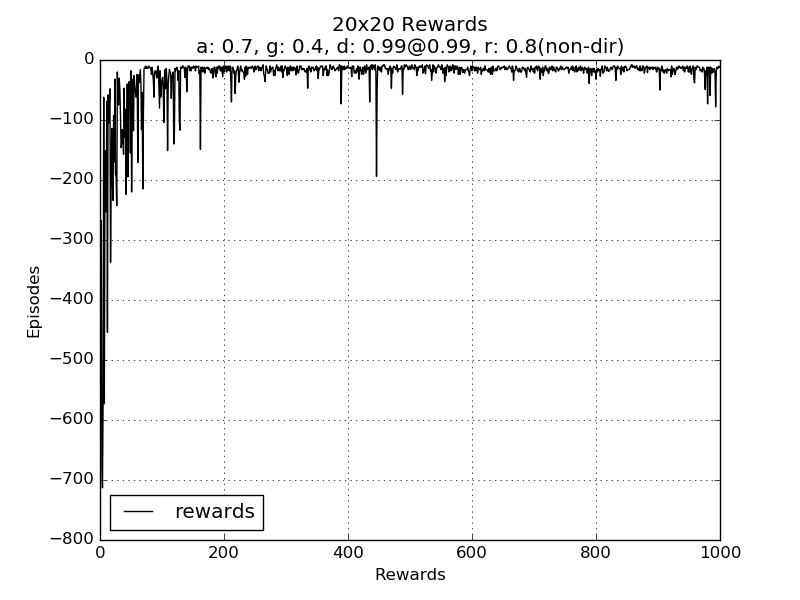 20x20 Rewards
a: 0.7, g: 0.4, d: 0.99@0.99, r: 0.8(non-dir)
0
−100
−200
−300
−400
−500
−600
−700
−800
Episodes
rewards
0 200 400 600 800 1000
Rewards